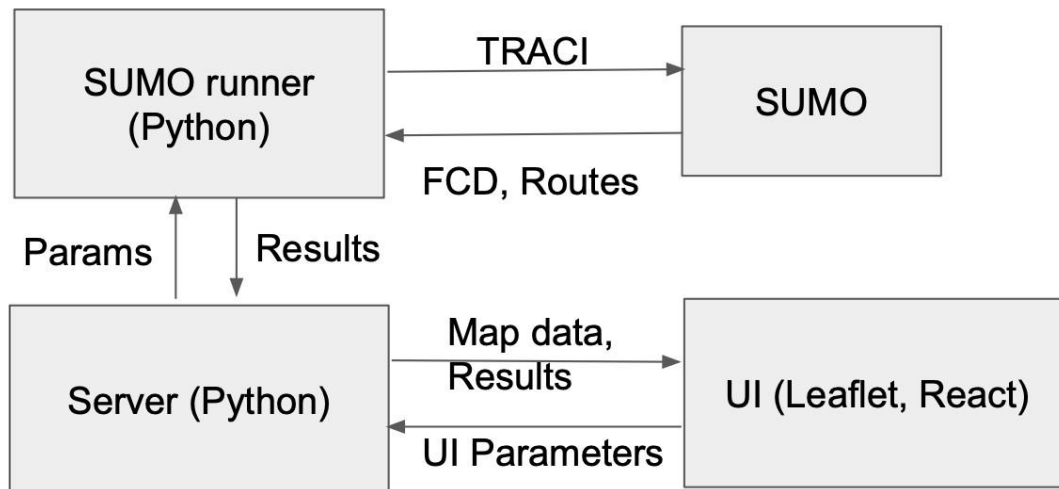 SUMO runner
(Python)
TRACI
SUMO
FCD, Routes
Params
Results
Server (Python)
Map data,
Results
UI (Leaflet, React)
UI Parameters